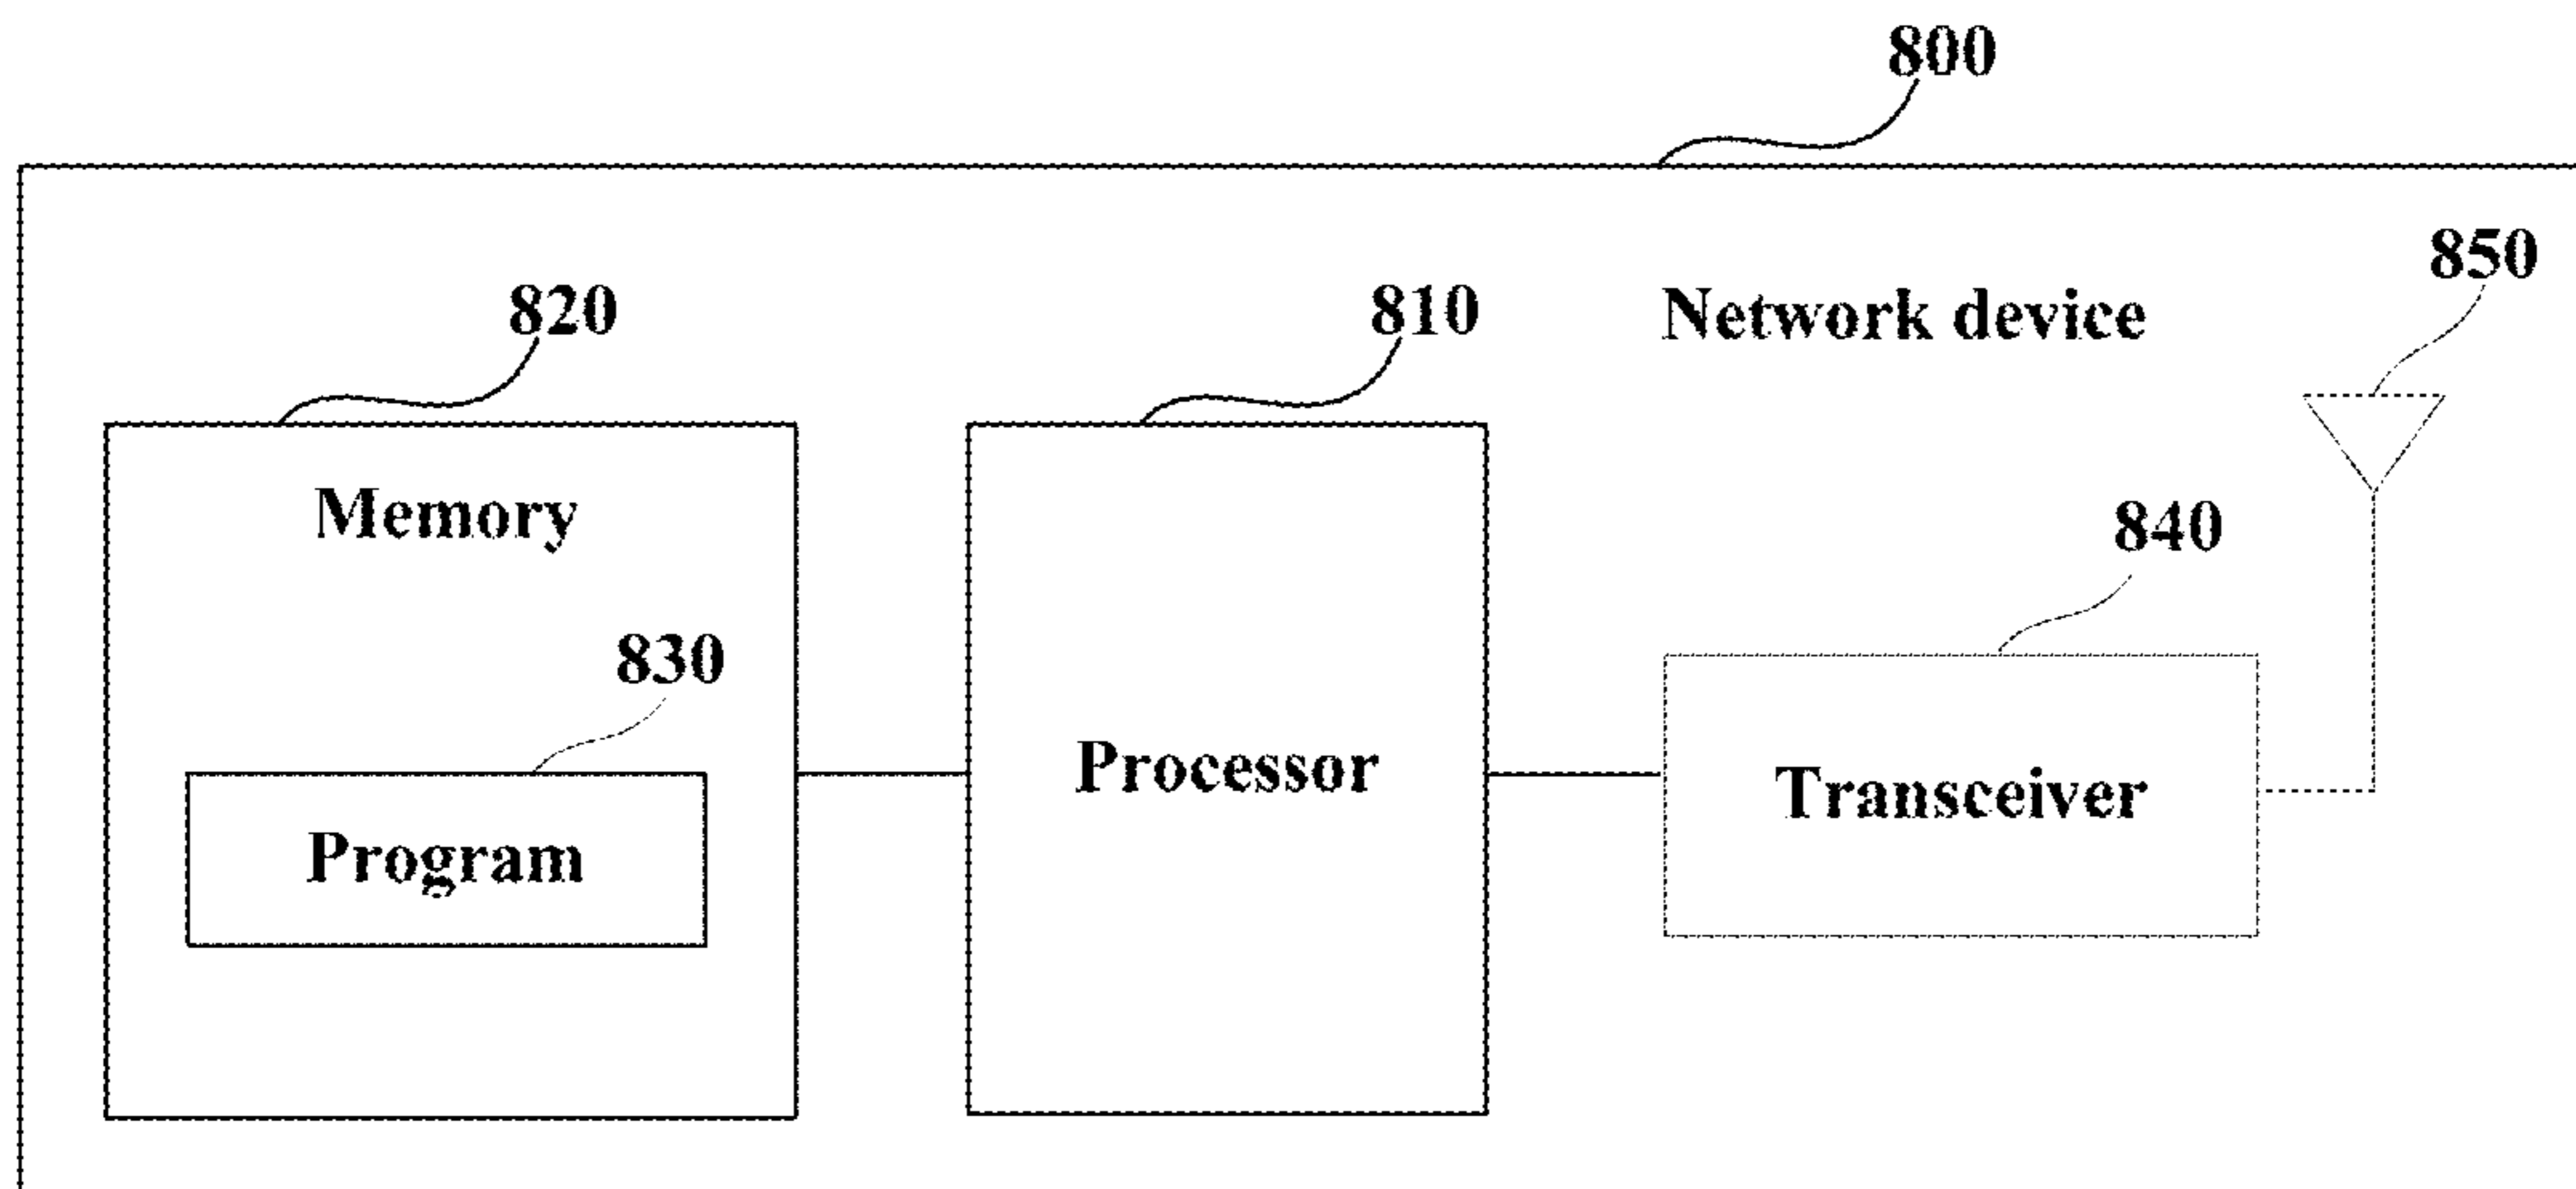 800
850
820
810
Network device
Memory
840
830
Processor
Transceiver
Program